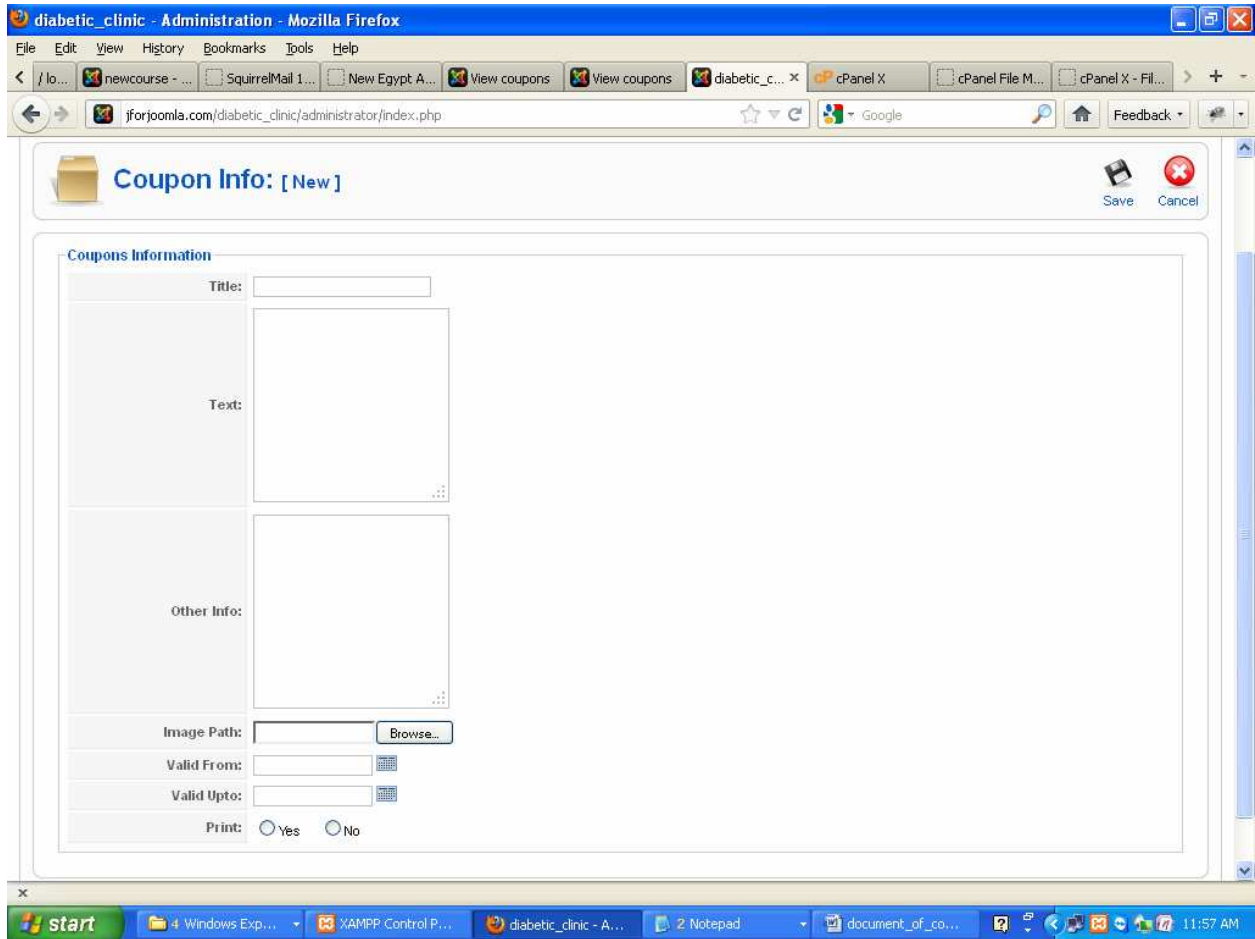 diabetic_clinic - Administration - Mozilla Firefox
File Edit View History Bookmarks Tools Help
/ lo... newcourse - ... SquirrelMail 1... New Egypt A... View coupons View coupons diabetic_c... × cPanel X cPanel File M... cPanel X - Fil...
jforjoomla.com/diabetic_clinic/administrator/index.php Google Feedback
Coupon Info: [ New ]
Save Cancel
Coupons Information
Title:
Text:
Other Info:
Image Path: Browse...
Valid From:
Valid Upto:
Print: Yes No
start 4 Windows Exp... XAMPP Control P... diabetic_clinic - A... 2 Notepad document_of_co... 11:57 AM